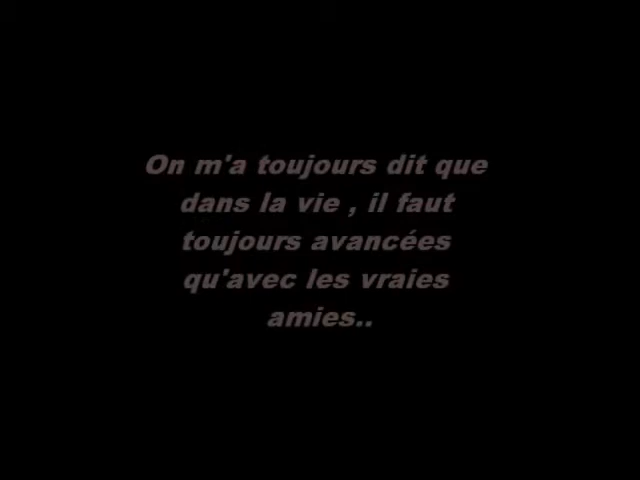 On m'a toujours dit que
dans la vie , il faut
toujours avancées
qu'avec les vraies
amies..